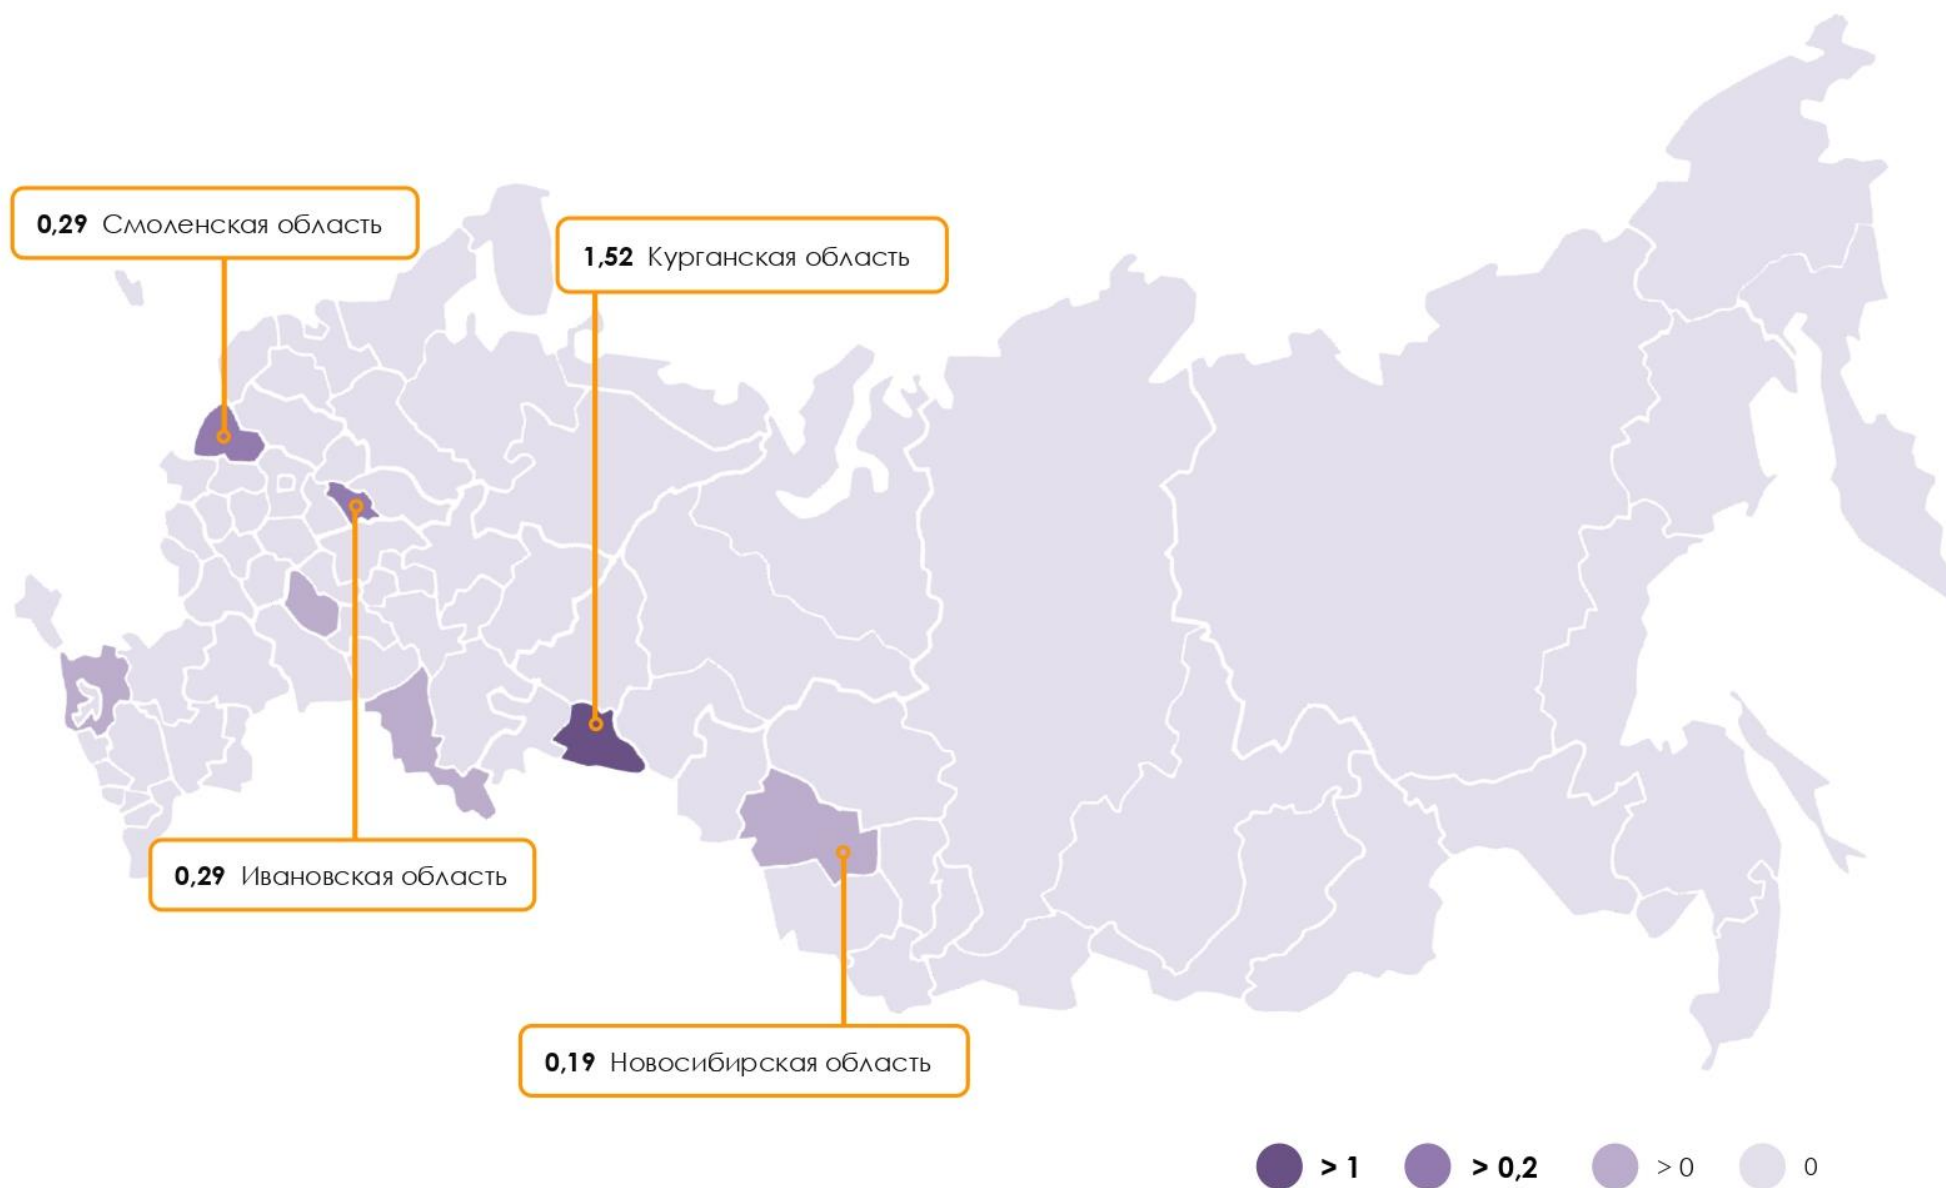 0,29 Смоленская область
1,52 Курганская область
0,29 Ивановская область
0,19 Новосибирская область
> 1 > 0,2 > 0 0